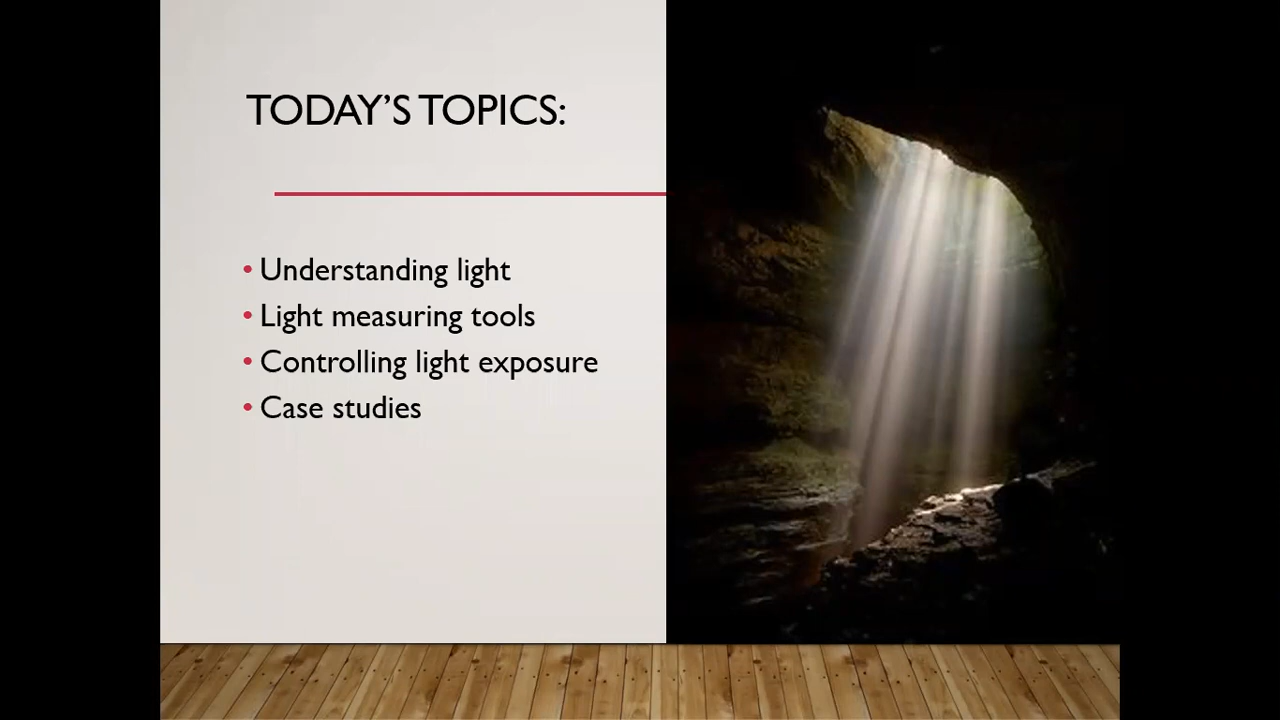 TODAY’S TOPICS:
• Understanding light
• Light measuring tools
• Controlling light exposure
• Case studies